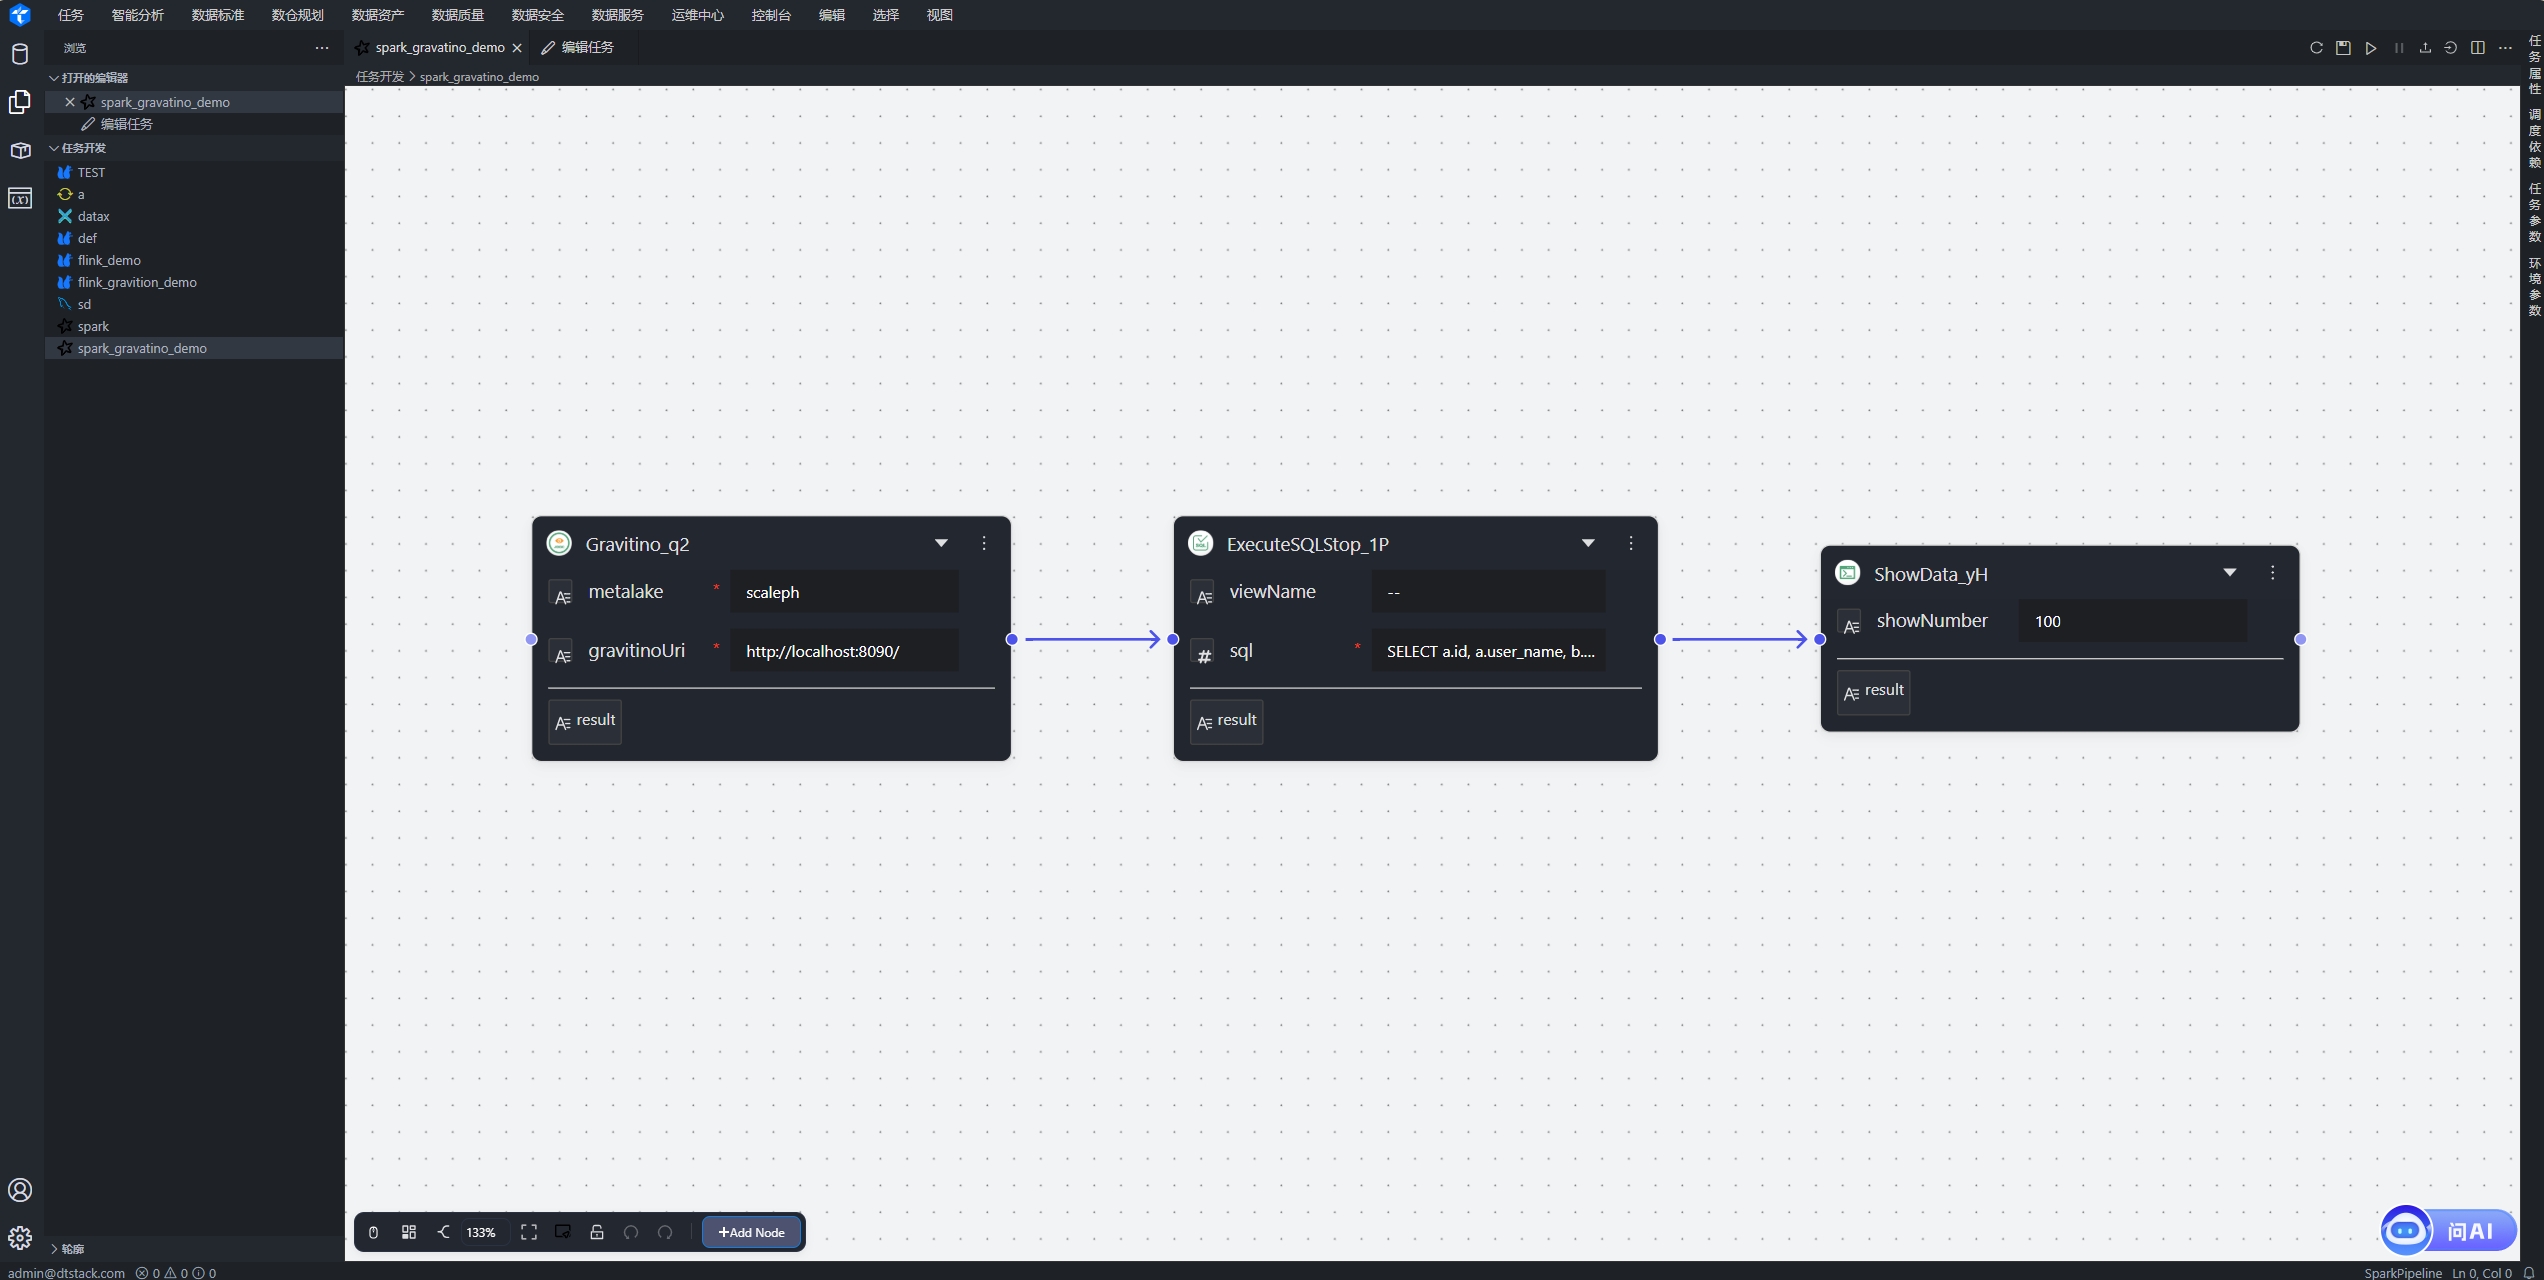 任务 智能分析 数据标准 数仓规划 数据资产 数据质量 数据安全 数据服务 运维中心 控制台 编辑 选择 视图
浏览
spark_gravatino_demo 编辑任务
任务开发 > spark_gravatino_demo
打开的编辑器
spark_gravatino_demo
编辑任务
任务开发
TEST
a
datax
def
flink_demo
flink_gravition_demo
sd
spark
spark_gravatino_demo
轮廓
Gravitino_q2
metalake * scaleph
gravitinoUri * http://localhost:8090/
result
ExecuteSQLStop_1P
viewName --
sql * SELECT a.id, a.user_name, b....
result
ShowData_yH
showNumber 100
result
任务属性
调度依赖
任务参数
环境参数
133% +Add Node
问AI
admin@dtstack.com 0 0 0 SparkPipeline Ln 0, Col 0